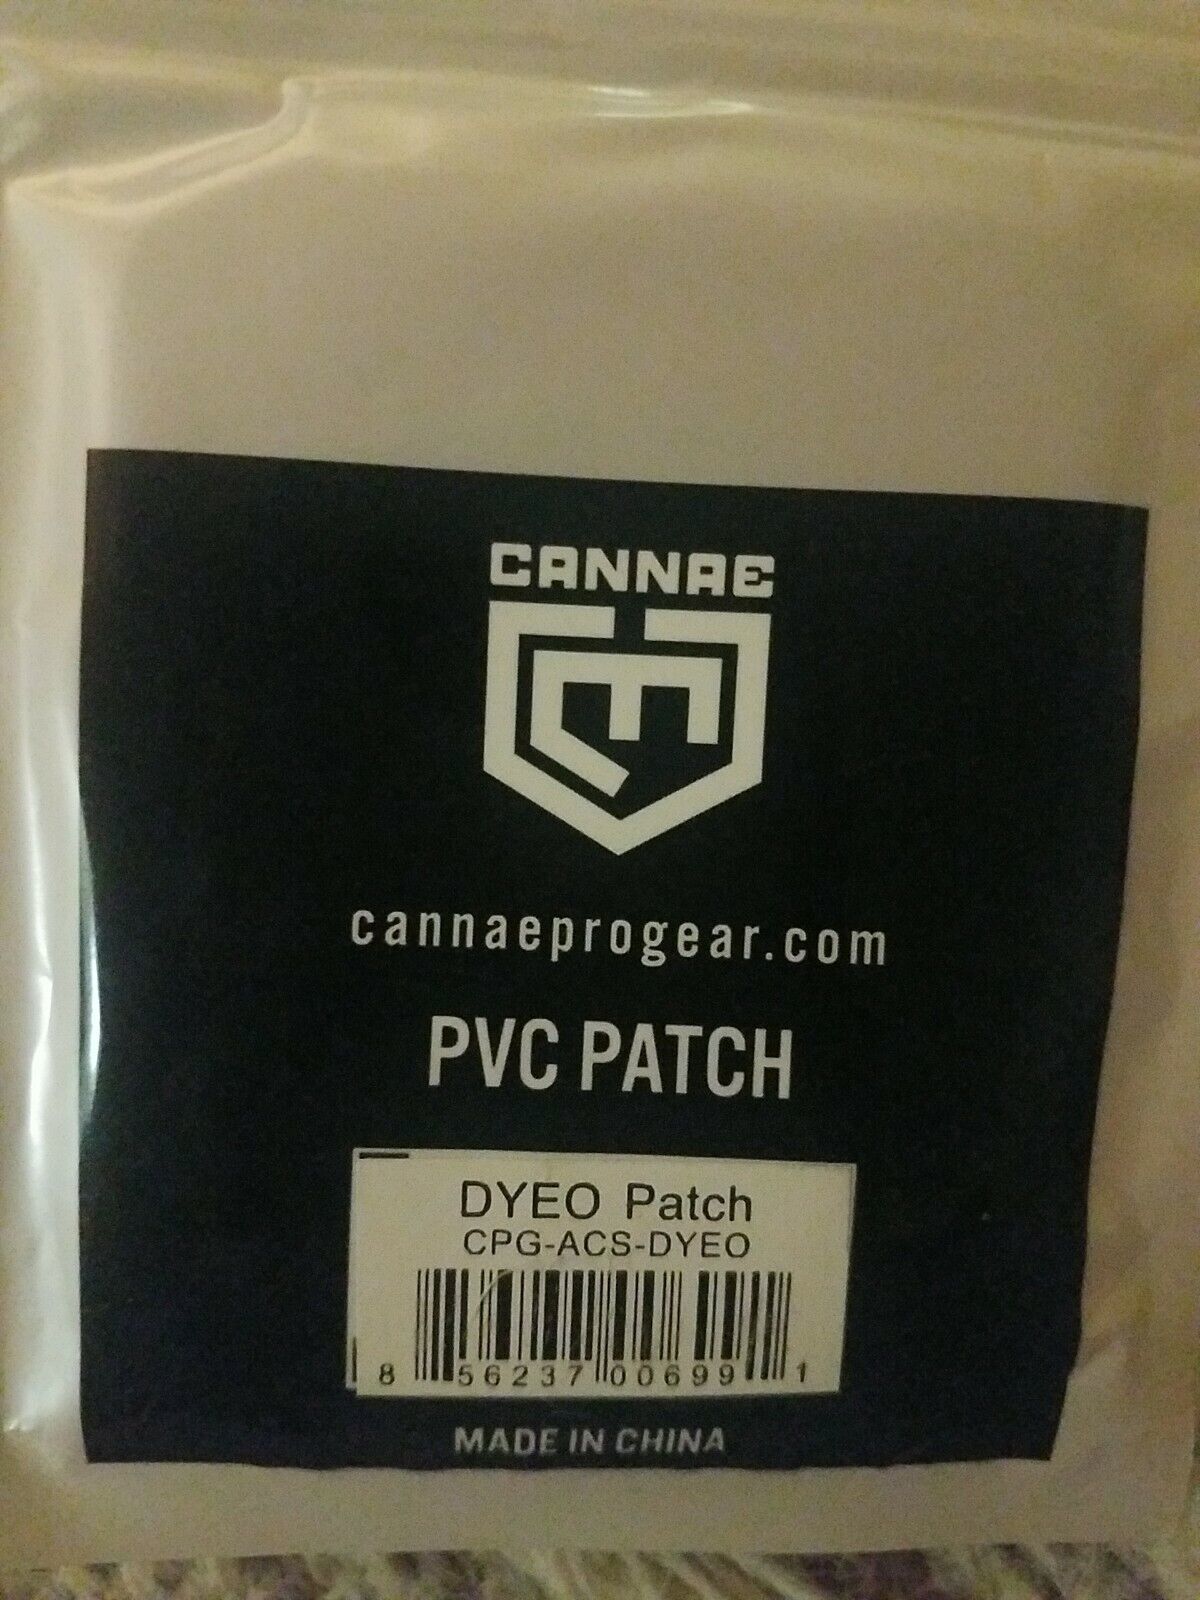 CANNAE
cannaeprogear.com
PVC PATCH
DYEO Patch
CPG-ACS-DYEO
8 56237 00699 1
MADE IN CHINA